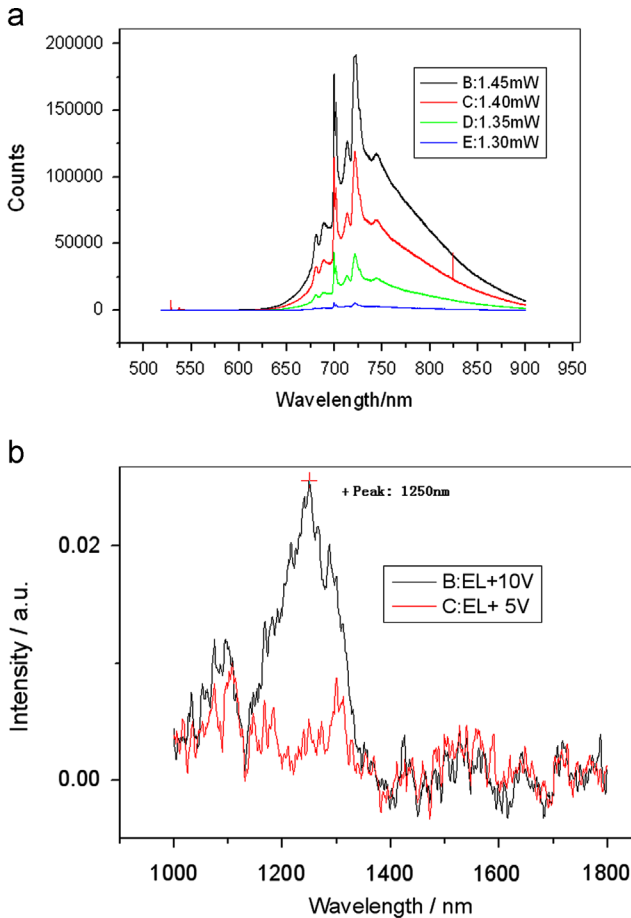 a
200000
150000
100000
50000
0
Counts
B:1.45mW
C:1.40mW
D:1.35mW
E:1.30mW
500 550 600 650 700 750 800 850 900 950
Wavelength/nm
b
+ Peak: 1250nm
0.02
0.01
0.00
Intensity / a.u.
B:EL+10V
C:EL+ 5V
1000 1200 1400 1600 1800
Wavelength / nm